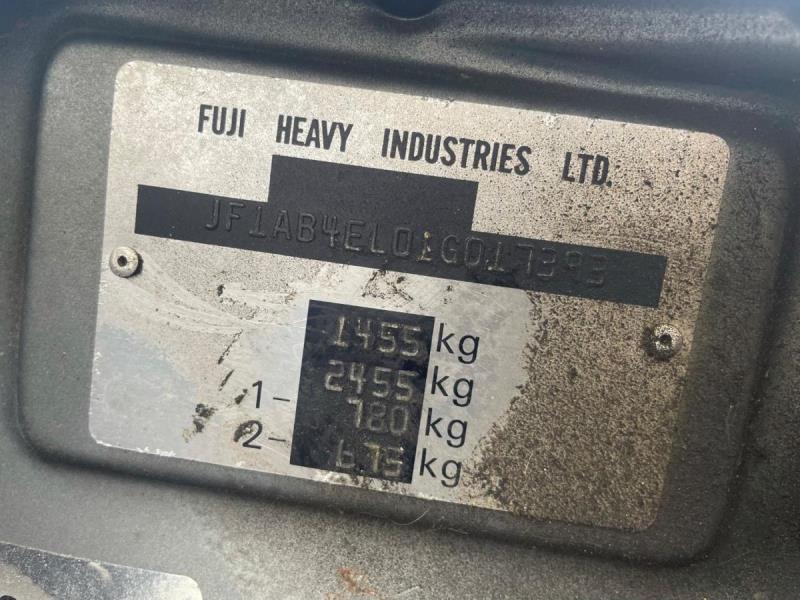 FUJI HEAVY INDUSTRIES LTD.
JF1AB4EL01G017393
1455 kg
2455 kg
1- 780 kg
2- 675 kg